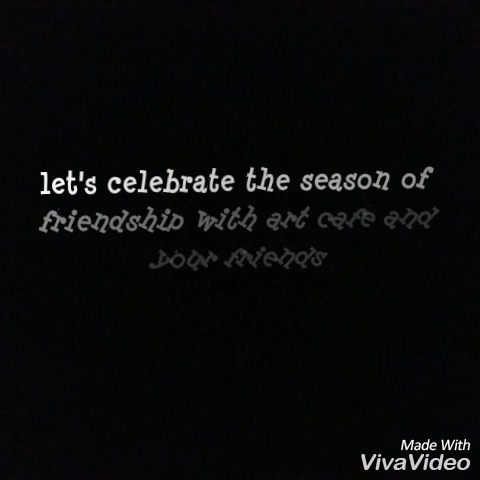 let's celebrate the season of
friendship with art cafe and
your friends
Made With
VivaVideo